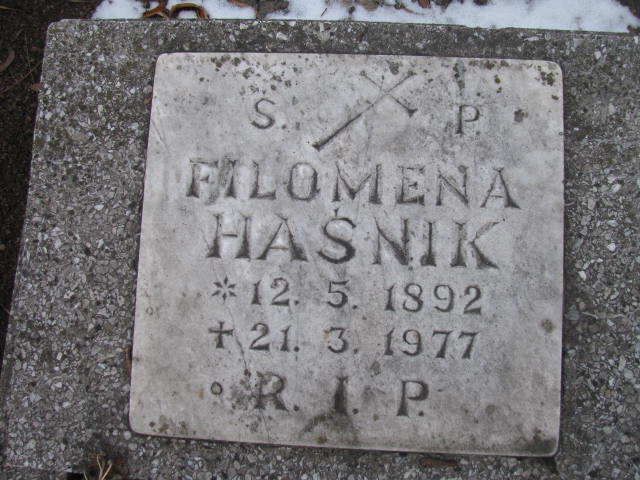 S. P.
FILOMENA
HAŚNIK
* 12. 5. 1892
† 21. 3. 1977
R. I. P.